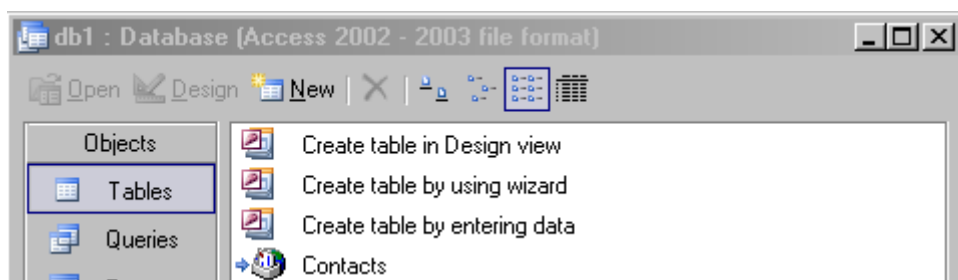 db1 : Database (Access 2002 - 2003 file format)
Open Design New
Objects
Tables
Queries
Create table in Design view
Create table by using wizard
Create table by entering data
Contacts